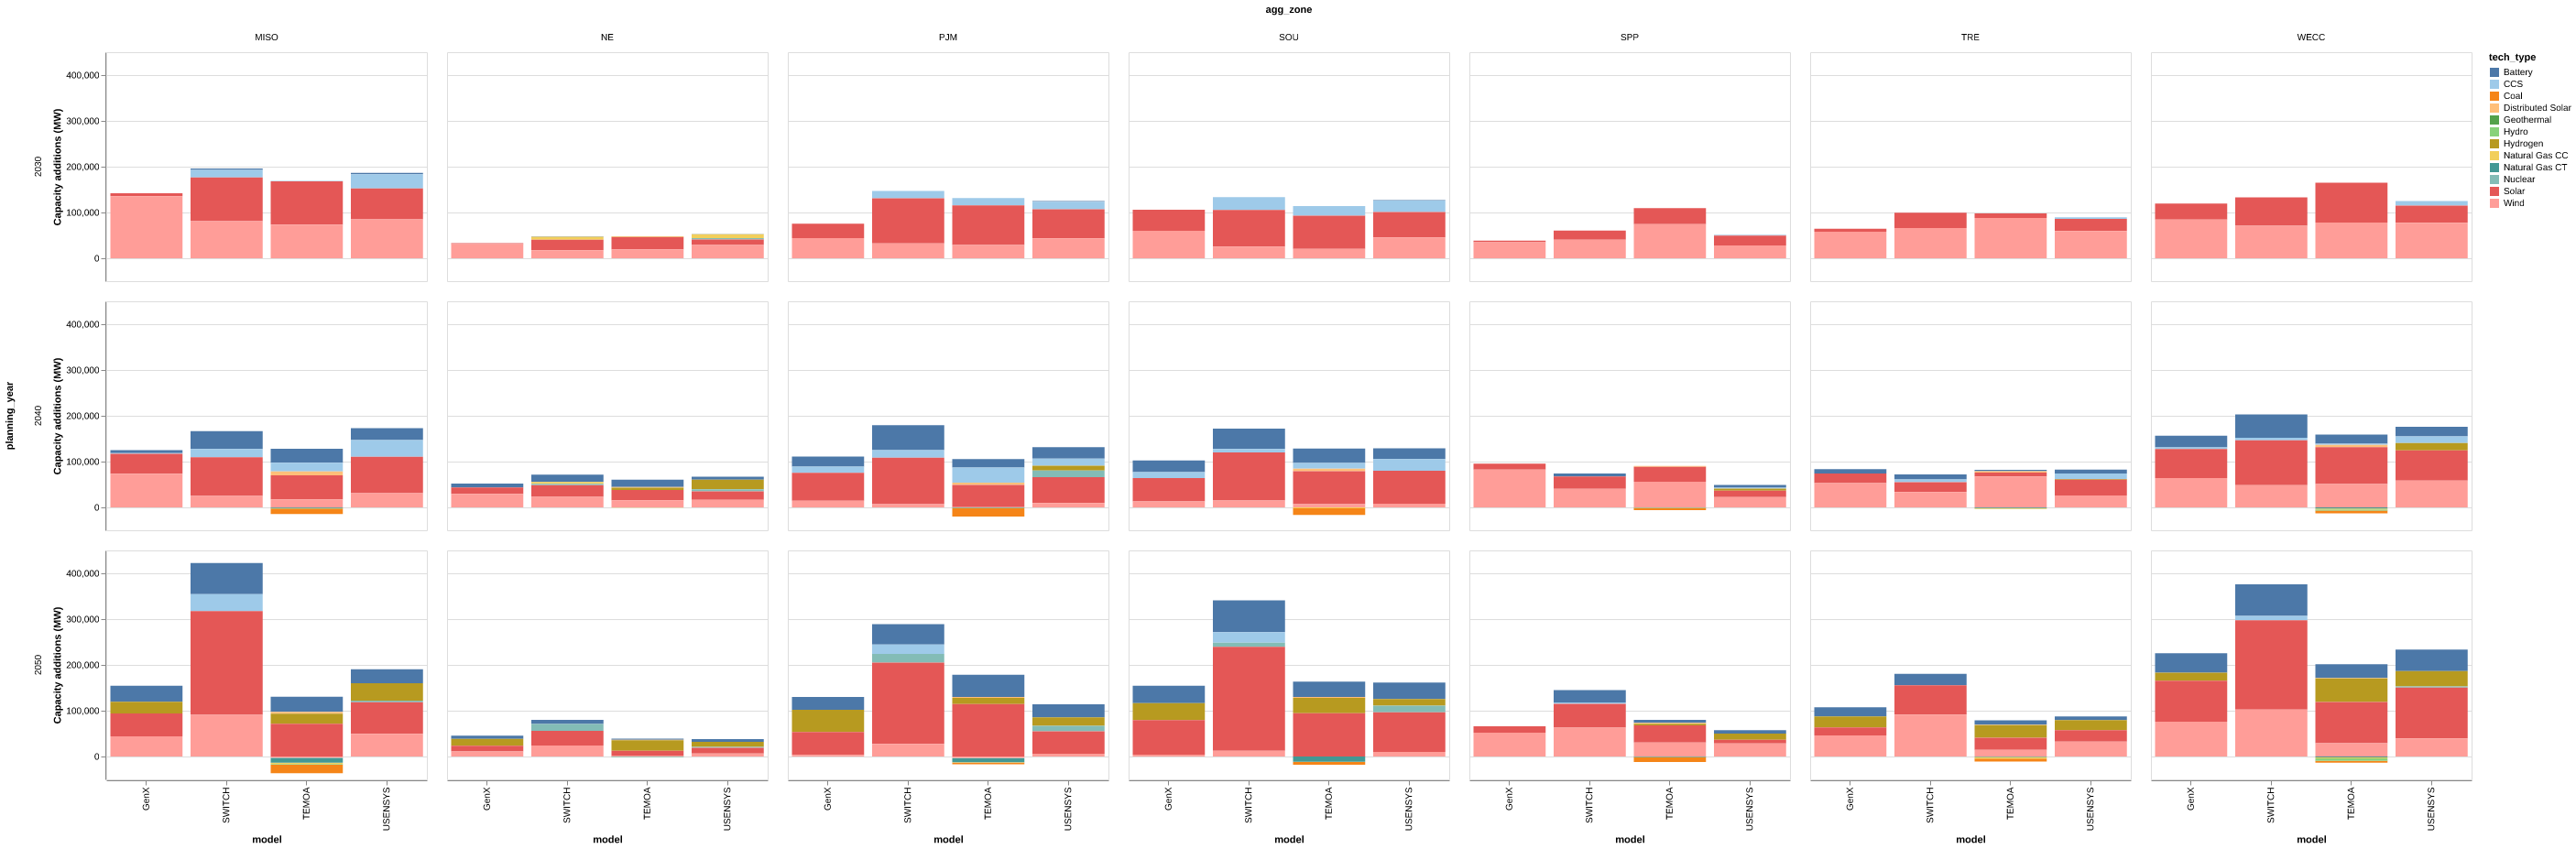 agg_zone
MISO
NE
PJM
SOU
SPP
TRE
WECC
planning_year
2030
Capacity additions (MW)
400,000
300,000
200,000
100,000
0
2040
Capacity additions (MW)
400,000
300,000
200,000
100,000
0
2050
Capacity additions (MW)
400,000
300,000
200,000
100,000
0
GenX
SWITCH
TEMOA
USENSYS
model
GenX
SWITCH
TEMOA
USENSYS
model
GenX
SWITCH
TEMOA
USENSYS
model
GenX
SWITCH
TEMOA
USENSYS
model
GenX
SWITCH
TEMOA
USENSYS
model
GenX
SWITCH
TEMOA
USENSYS
model
GenX
SWITCH
TEMOA
USENSYS
model
tech_type
Battery
CCS
Coal
Distributed Solar
Geothermal
Hydro
Hydrogen
Natural Gas CC
Natural Gas CT
Nuclear
Solar
Wind